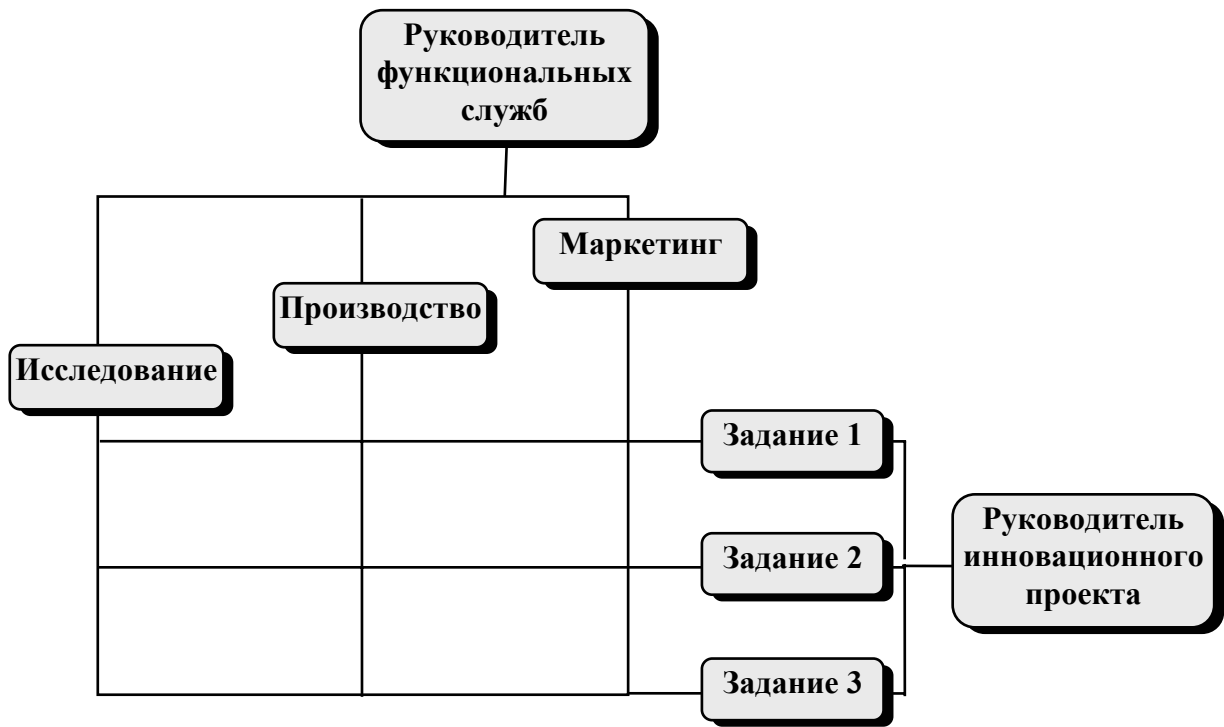 Руководитель
функциональных
служб
Маркетинг
Производство
Исследование
Задание 1
Руководитель
инновационного
проекта
Задание 2
Задание 3